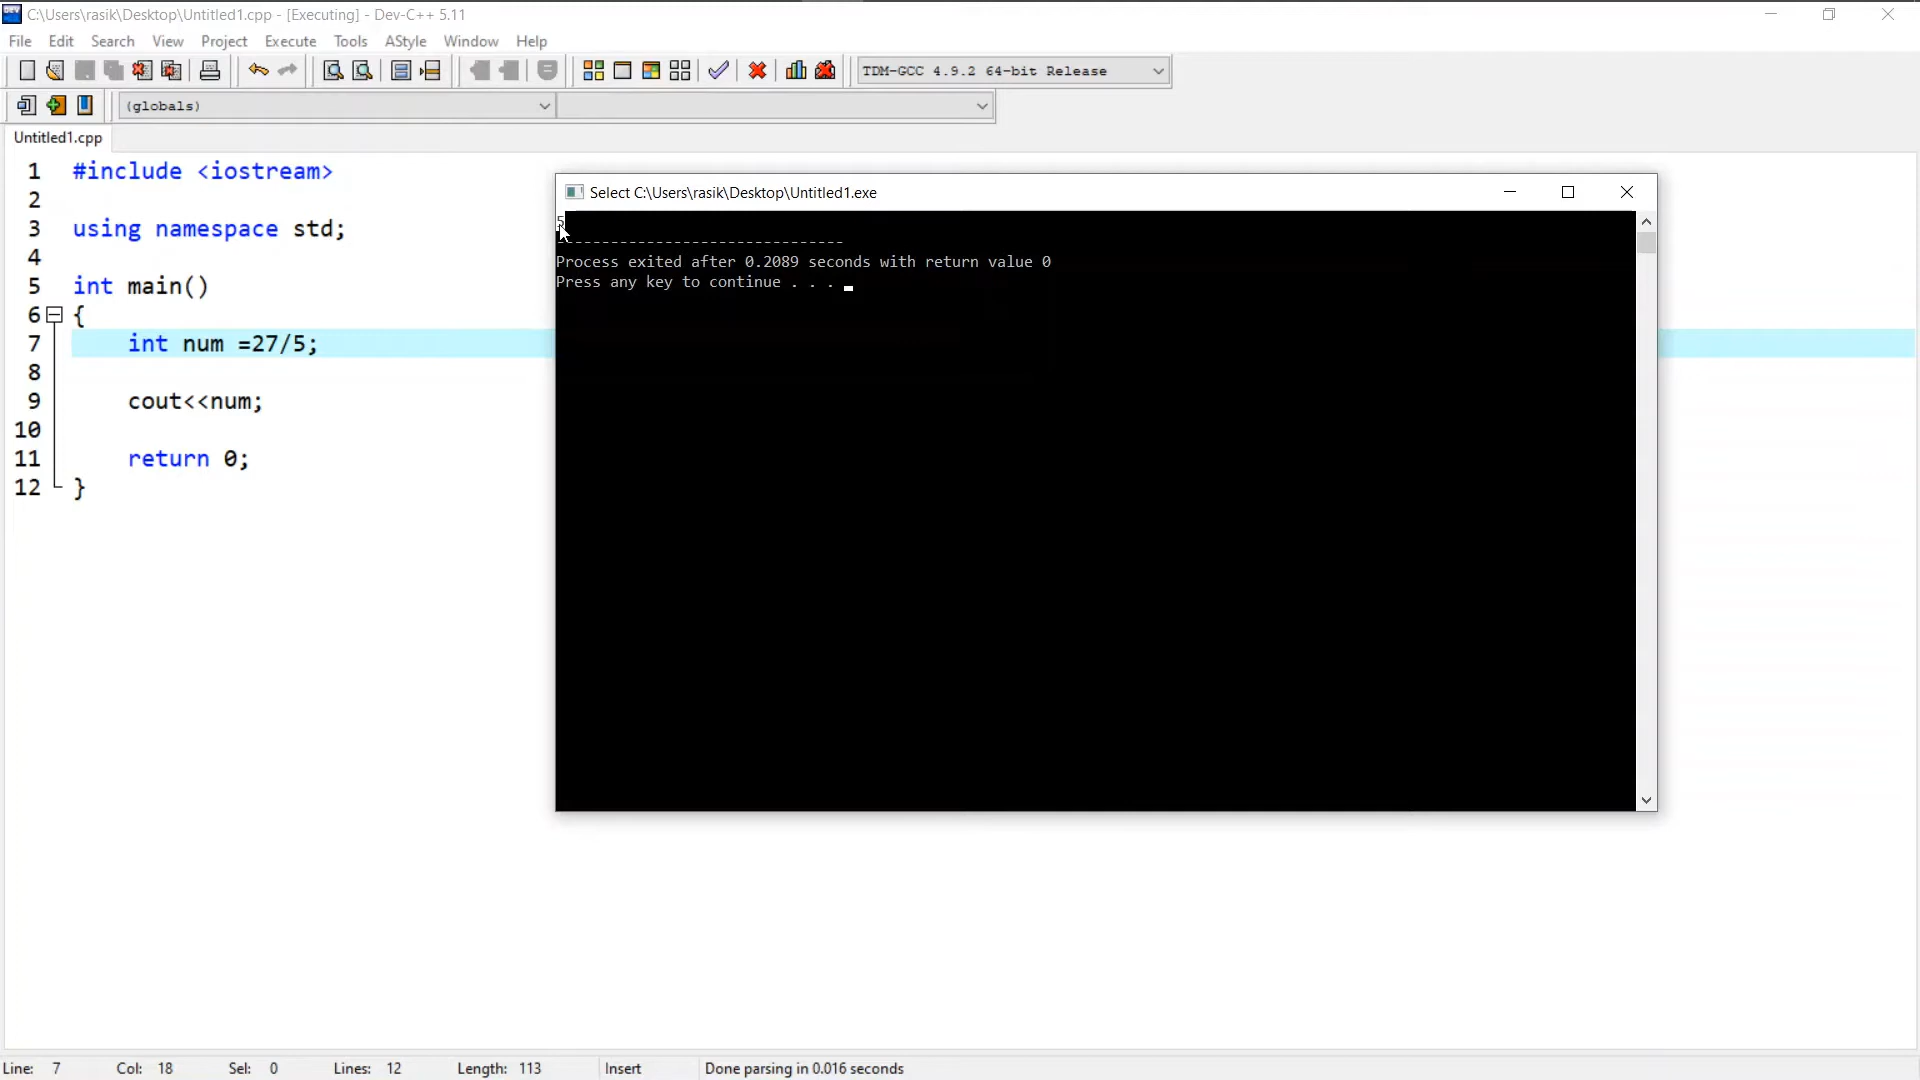 C:\Users\rasik\Desktop\Untitled1.cpp - [Executing] - Dev-C++ 5.11
File Edit Search View Project Execute Tools AStyle Window Help
TDM-GCC 4.9.2 64-bit Release
(globals)
Untitled1.cpp
1 #include <iostream>
2
3 using namespace std;
4
5 int main()
6 {
7 int num =27/5;
8
9 cout<<num;
10
11 return 0;
12 }
Select C:\Users\rasik\Desktop\Untitled1.exe
5
--------------------------------
Process exited after 0.2089 seconds with return value 0
Press any key to continue . . .
Line: 7 Col: 18 Sel: 0 Lines: 12 Length: 113 Insert Done parsing in 0.016 seconds